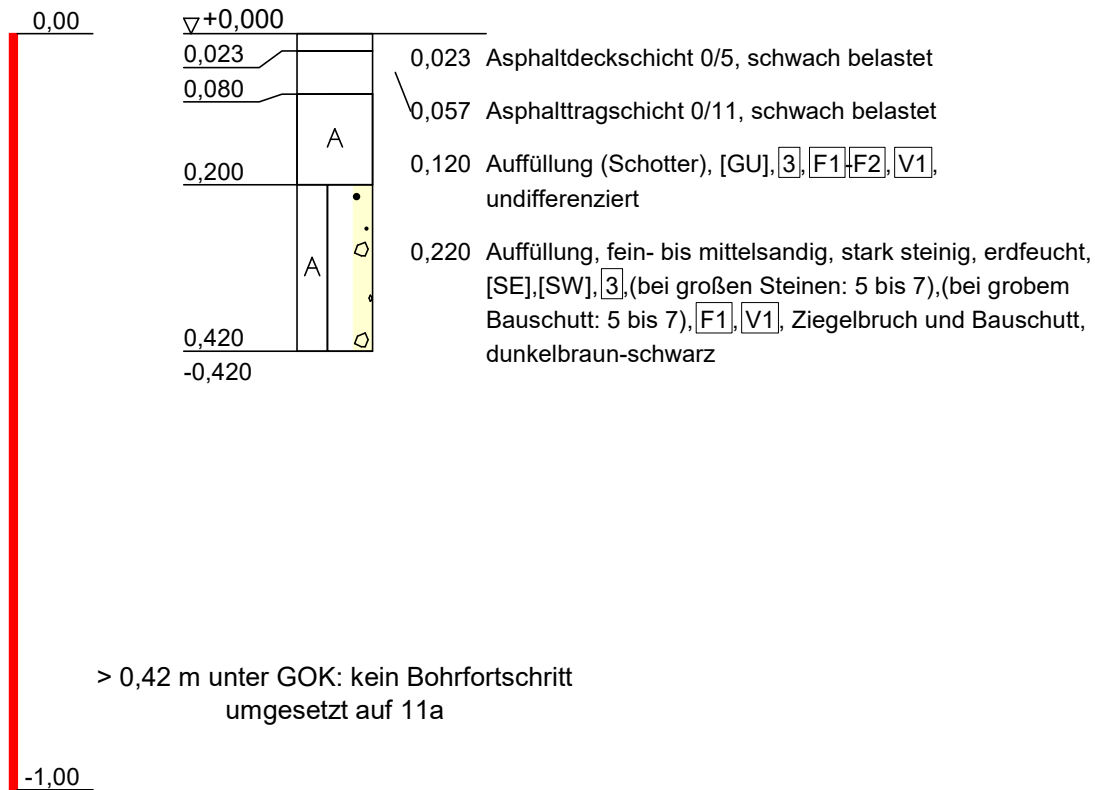 0,00
+0,000
0,023
0,023 Asphaltdeckschicht 0/5, schwach belastet
0,080
0,057 Asphalttragschicht 0/11, schwach belastet
A
0,120 Auffüllung (Schotter), [GU], 3, F1-F2, V1,
undifferenziert
0,200
0,220 Auffüllung, fein- bis mittelsandig, stark steinig, erdfeucht,
[SE],[SW], 3,(bei großen Steinen: 5 bis 7),(bei grobem
Bauschutt: 5 bis 7), F1, V1, Ziegelbruch und Bauschutt,
dunkelbraun-schwarz
A
0,420
-0,420
> 0,42 m unter GOK: kein Bohrfortschritt
umgesetzt auf 11a
-1,00